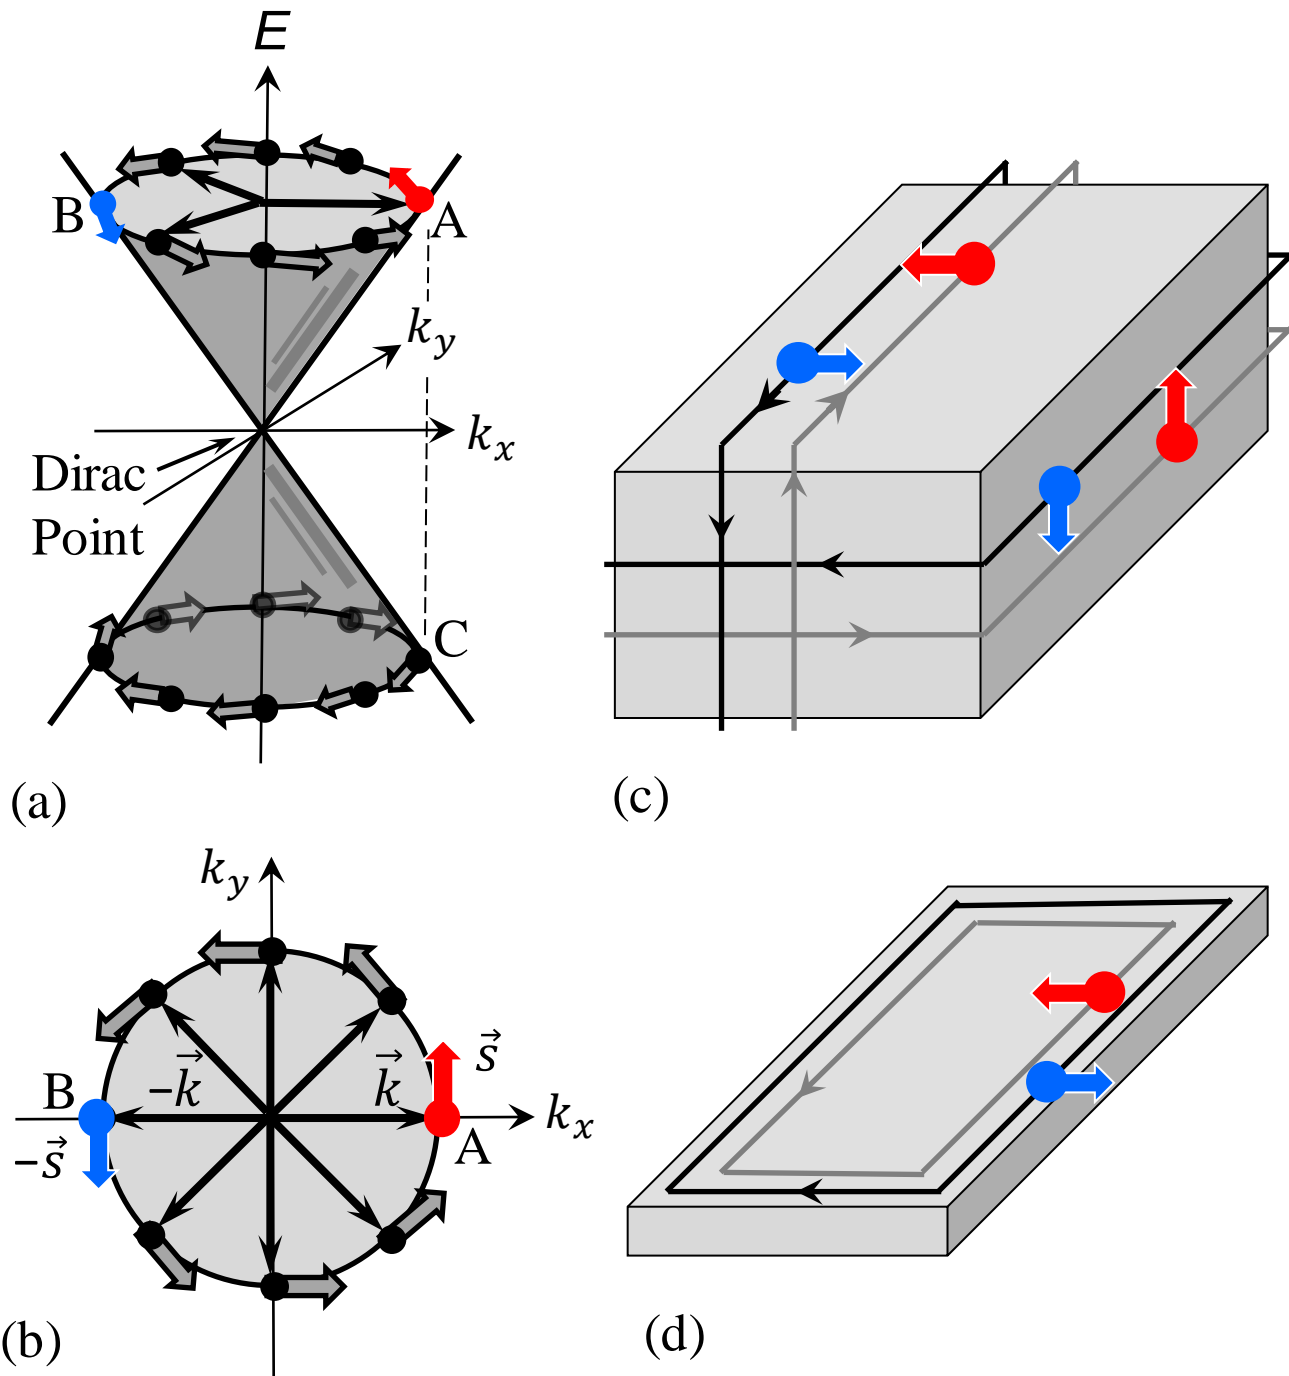 E
B
A
k_y
k_x
Dirac
Point
C
(a)
(c)
k_y
B
−k⃗
k⃗
s⃗
k_x
−s⃗
A
(b)
(d)